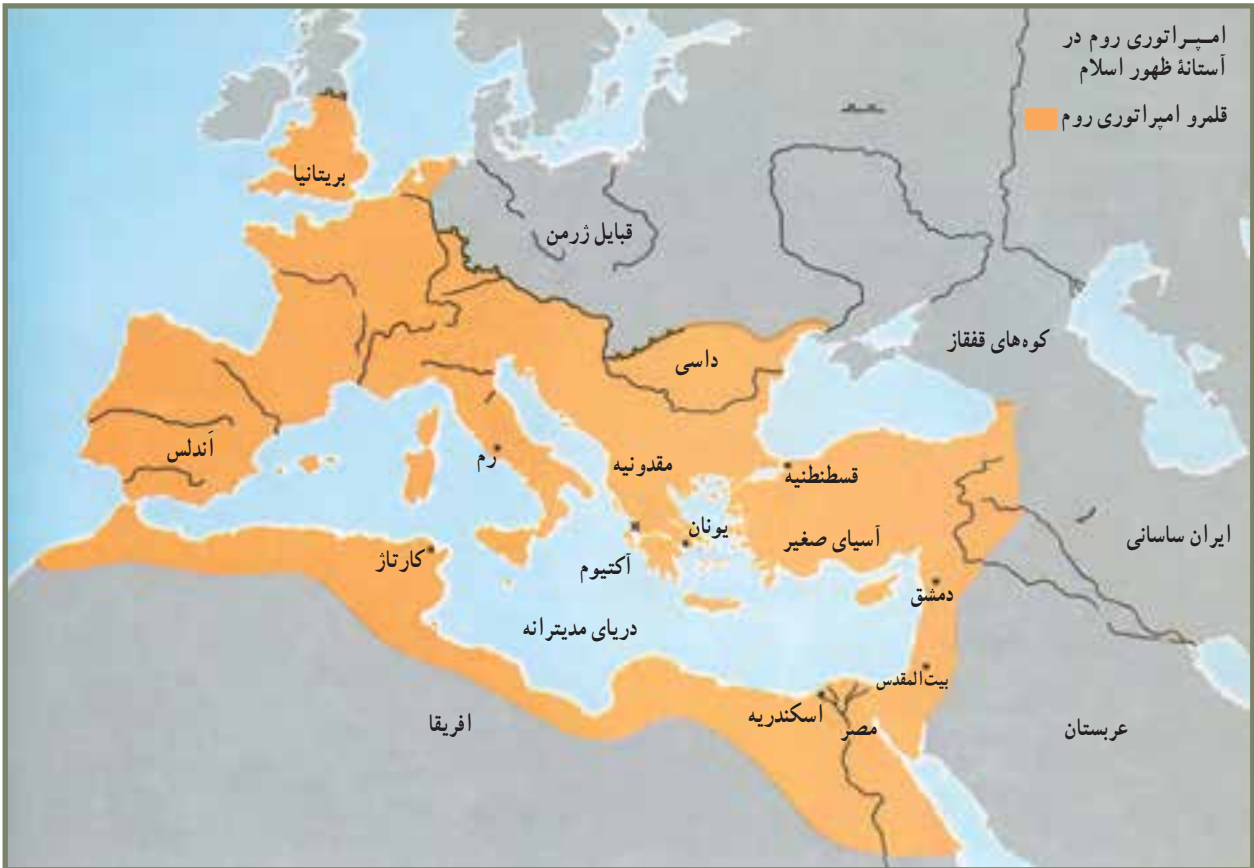 امـپـراتوری روم در
آستانهٔ ظهور اسلام
قلمرو امپراتوری روم
بریتانیا
قبایل ژرمن
کوه‌های قفقاز
داسی
آندلس
رم
مقدونیه
قسطنطنیه
یونان
آسیای صغیر
ایران ساسانی
کارتاژ
آکتیوم
دمشق
دریای مدیترانه
بیت‌المقدس
اسکندریه
مصر
افریقا
عربستان